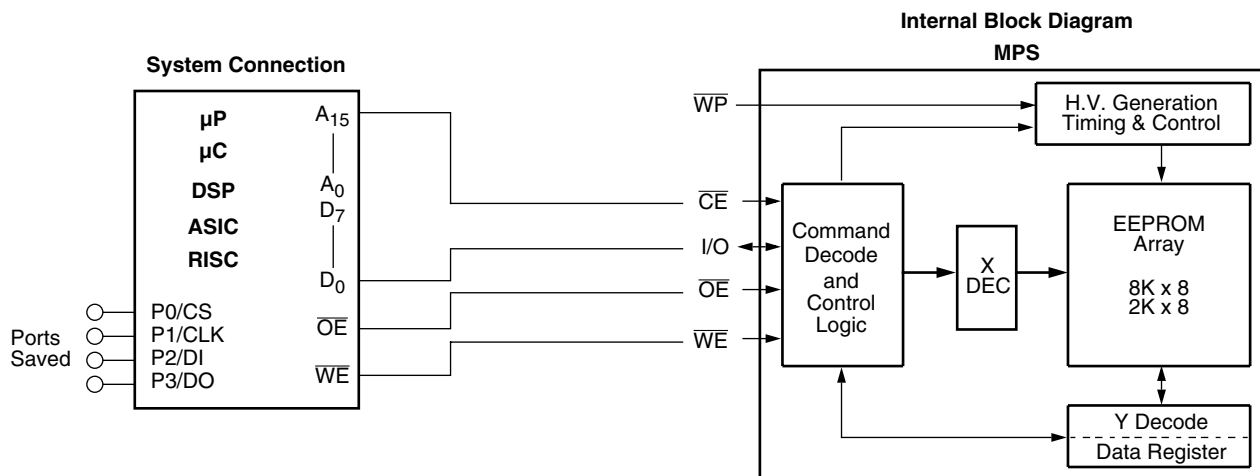 System Connection
µP
µC
DSP
ASIC
RISC
A15
A0
D7
D0
OE
WE
Ports
Saved
P0/CS
P1/CLK
P2/DI
P3/DO
Internal Block Diagram
MPS
WP
CE
I/O
OE
WE
H.V. Generation
Timing & Control
Command
Decode
and
Control
Logic
X
DEC
EEPROM
Array
8K x 8
2K x 8
Y Decode
Data Register